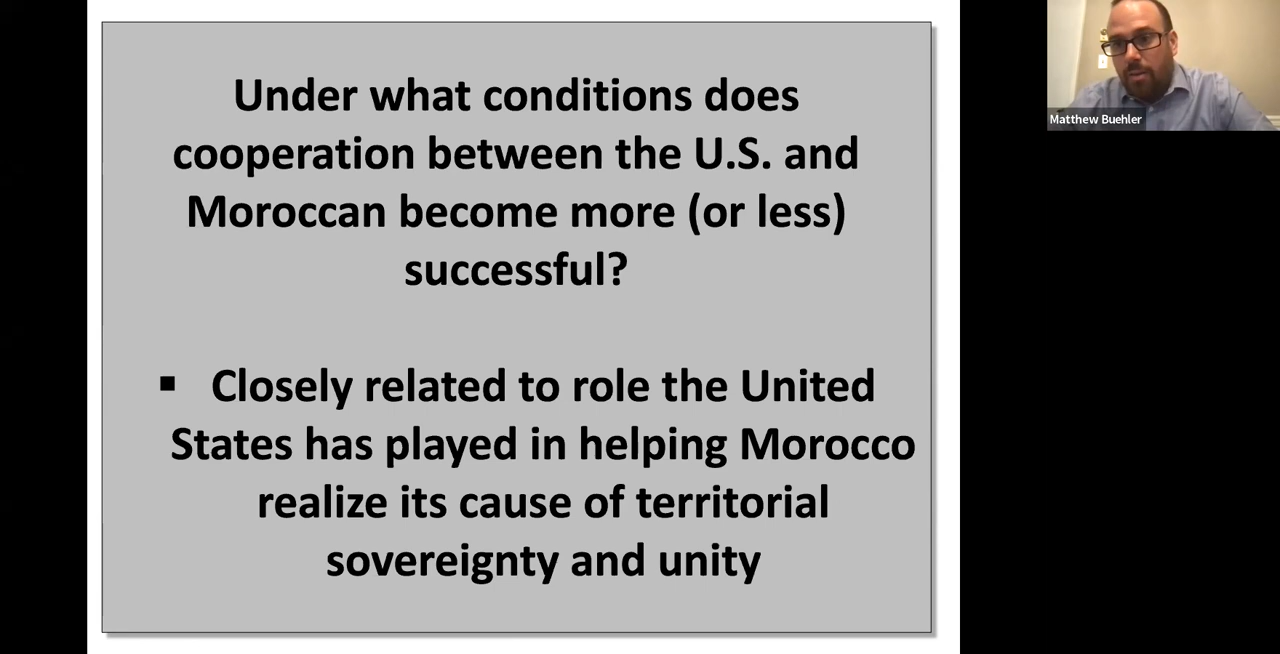 Under what conditions does
cooperation between the U.S. and
Moroccan become more (or less)
successful?
▪ Closely related to role the United
States has played in helping Morocco
realize its cause of territorial
sovereignty and unity
Matthew Buehler